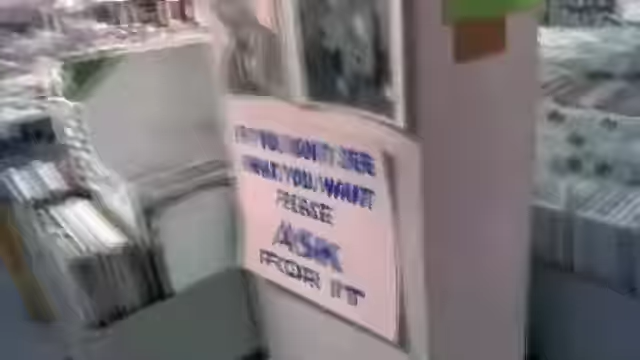 IF YOU DON'T SEE
WHAT YOU WANT
PLEASE
ASK
FOR IT